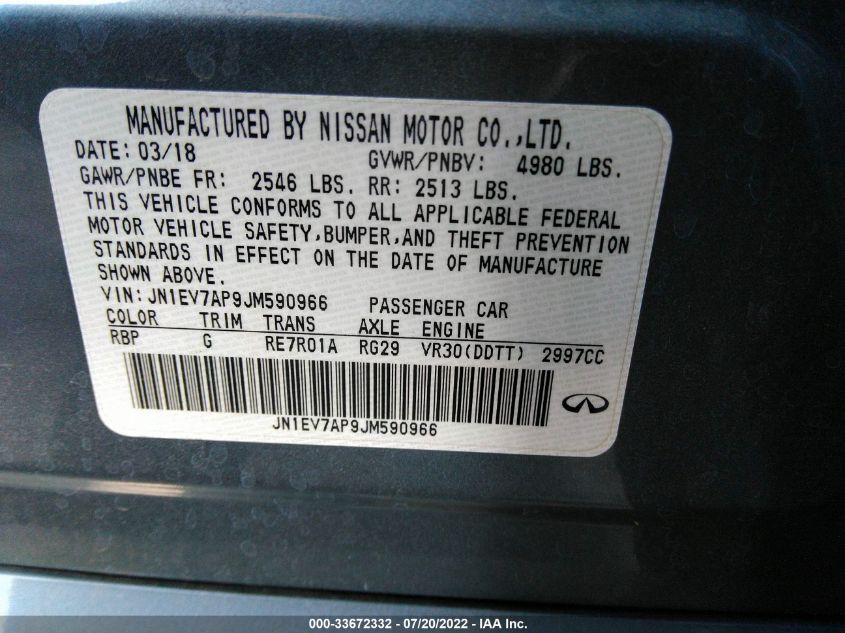 MANUFACTURED BY NISSAN MOTOR CO.,LTD.
DATE: 03/18 GVWR/PNBV: 4980 LBS.
GAWR/PNBE FR: 2546 LBS. RR: 2513 LBS.
THIS VEHICLE CONFORMS TO ALL APPLICABLE FEDERAL
MOTOR VEHICLE SAFETY,BUMPER,AND THEFT PREVENTION
STANDARDS IN EFFECT ON THE DATE OF MANUFACTURE
SHOWN ABOVE.
VIN: JN1EV7AP9JM590966 PASSENGER CAR
COLOR TRIM TRANS AXLE ENGINE
RBP G RE7R01A RG29 VR30(DDTT) 2997CC
JN1EV7AP9JM590966
000-33672332 / 07/20/2022 - IAA Inc.